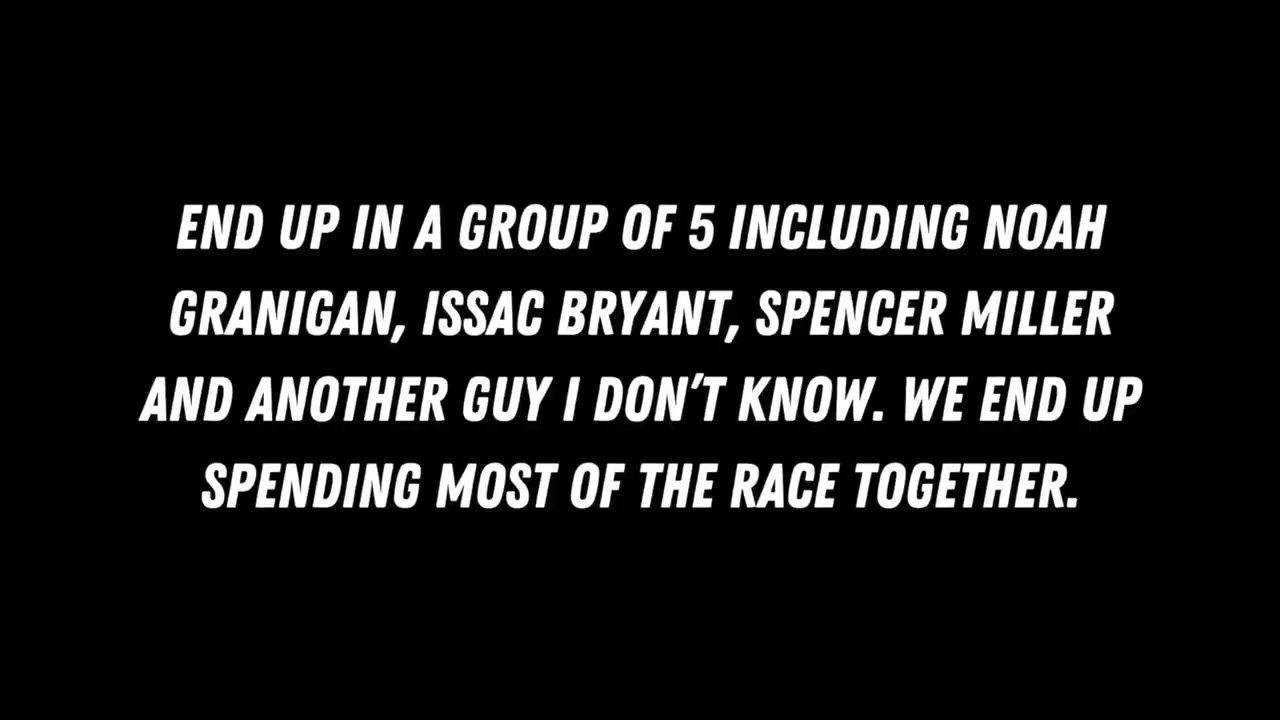 END UP IN A GROUP OF 5 INCLUDING NOAH
GRANIGAN, ISSAC BRYANT, SPENCER MILLER
AND ANOTHER GUY I DON'T KNOW. WE END UP
SPENDING MOST OF THE RACE TOGETHER.